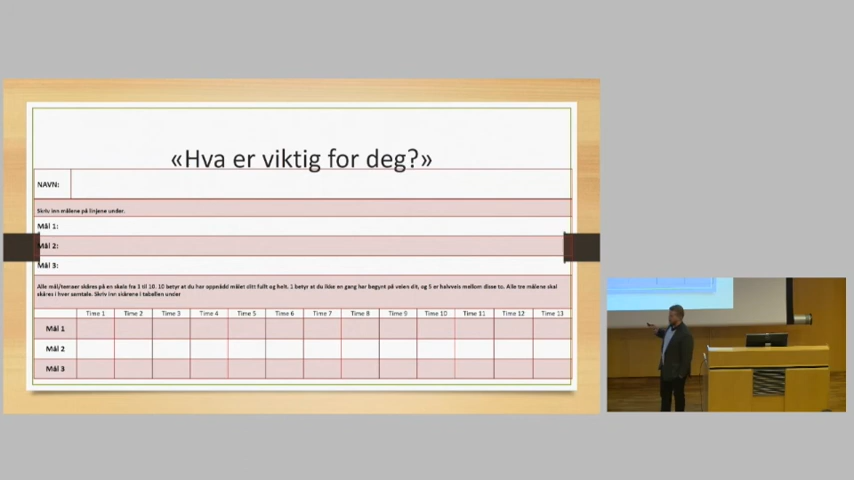 «Hva er viktig for deg?»
NAVN:
Skriv inn målene på linjene under.
Mål 1:
Mål 2:
Mål 3:
Alle mål/temaer skåres på en skala fra 1 til 10. 10 betyr at du har oppnådd målet ditt fullt og helt. 1 betyr at du ikke en gang har begynt på veien dit, og 5 er halvveis mellom disse to. Alle tre målene skal
skåres i hver samtale. Skriv inn skårene i tabellen under
Time 1 Time 2 Time 3 Time 4 Time 5 Time 6 Time 7 Time 8 Time 9 Time 10 Time 11 Time 12 Time 13
Mål 1
Mål 2
Mål 3